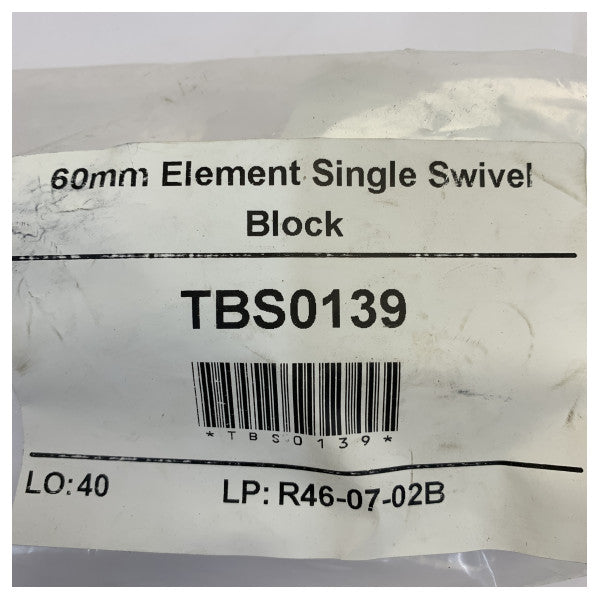 60mm Element Single Swivel
Block
TBS0139
*TBS0139*
LO: 40
LP: R46-07-02B